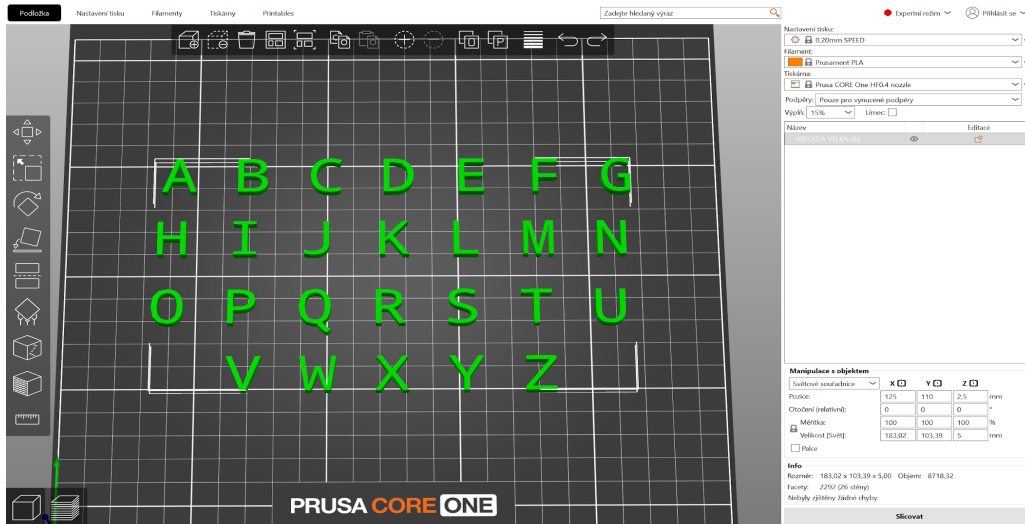 Podložka Nastavení tisku Filamenty Tiskárny Printables Zadejte hledaný výraz Expertní režim Přihlásit se
Nastavení tisku:
0.20mm SPEED
Filament:
Prusament PLA
Tiskárna:
Prusa CORE One HF0.4 nozzle
Podpěry: Pouze pro vynucené podpěry
Výplň: 15% Límec:
Název Editace
ABECEDA VELKA.obj
A B C D E F G
H I J K L M N
O P Q R S T U
V W X Y Z
PRUSA CORE ONE
Manipulace s objektem
Světové souřadnice X Y Z
Pozice: 125 110 2,5 mm
Otočení (relativní): 0 0 0 °
Měřítka: 100 100 100 %
Velikost [Svět]: 183,02 103,39 5 mm
Palce
Info
Rozměr: 183,02 x 103,39 x 5,00 Objem: 8718,32
Facety: 2292 (26 stěny)
Nebyly zjištěny žádné chyby
Slicovat